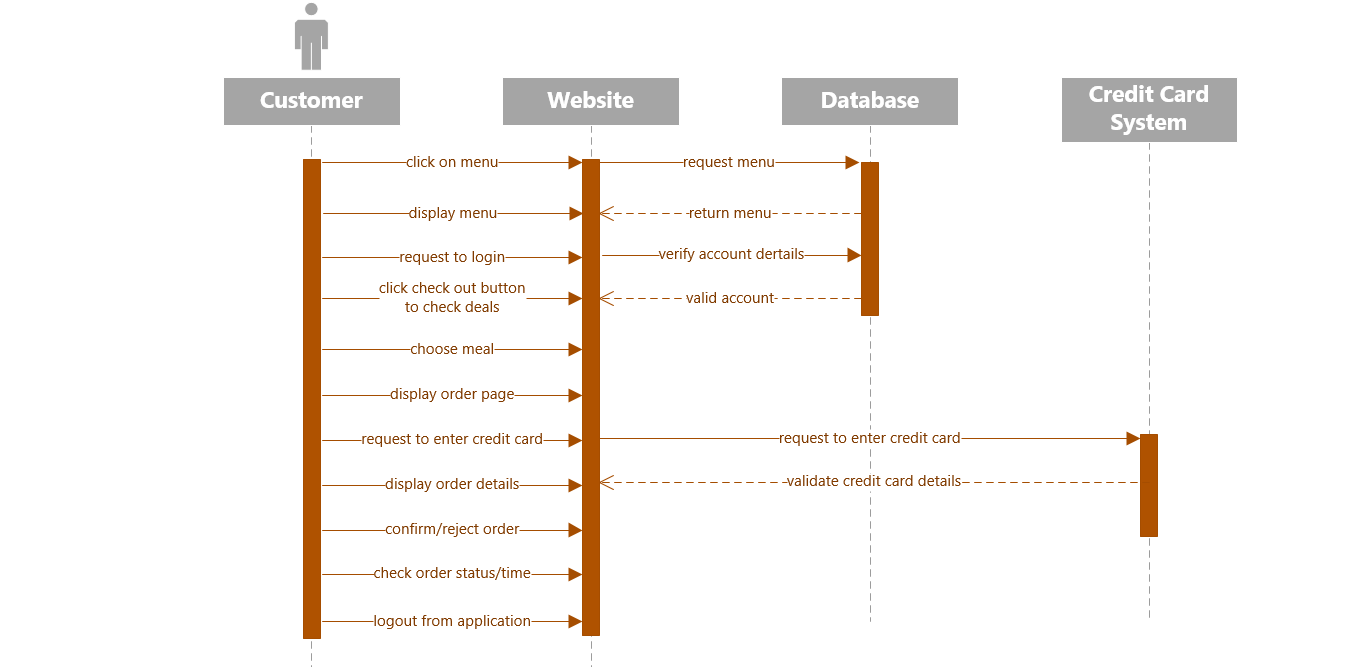 Customer
Website
Database
Credit Card
System
click on menu
request menu
display menu
return menu
request to login
verify account dertails
click check out button
to check deals
valid account
choose meal
display order page
request to enter credit card
request to enter credit card
display order details
validate credit card details
confirm/reject order
check order status/time
logout from application